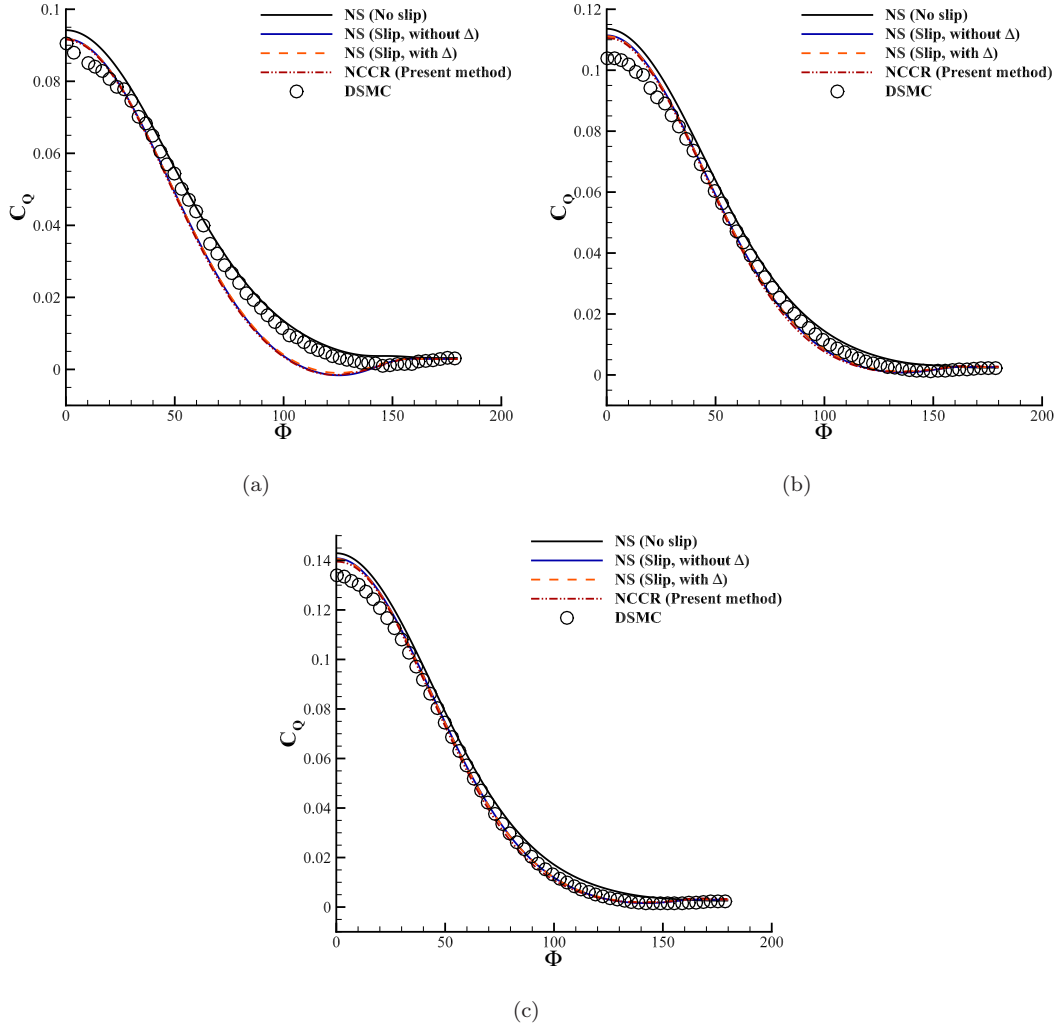 NS (No slip)
NS (Slip, without Δ)
NS (Slip, with Δ)
NCCR (Present method)
DSMC
0.1
0.08
0.06
0.04
0.02
0
C_Q
0 50 100 150 200
Φ
(a)
NS (No slip)
NS (Slip, without Δ)
NS (Slip, with Δ)
NCCR (Present method)
DSMC
0.12
0.1
0.08
0.06
0.04
0.02
0
C_Q
0 50 100 150 200
Φ
(b)
NS (No slip)
NS (Slip, without Δ)
NS (Slip, with Δ)
NCCR (Present method)
DSMC
0.14
0.12
0.1
0.08
0.06
0.04
0.02
0
C_Q
0 50 100 150 200
Φ
(c)